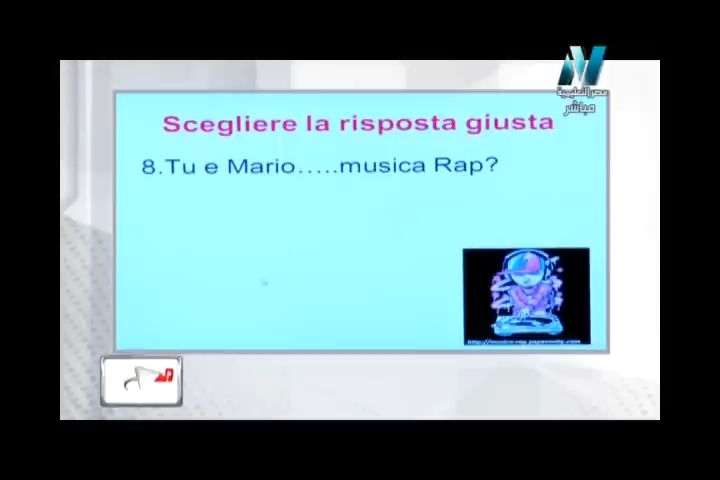 مصر التعليمية
مباشر
Scegliere la risposta giusta
8.Tu e Mario.....musica Rap?